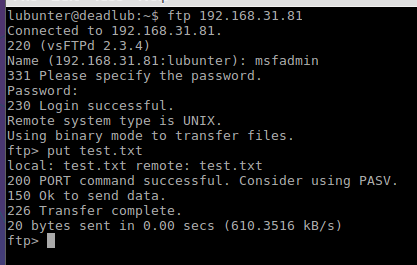 lubunter@deadlub:~$ ftp 192.168.31.81
Connected to 192.168.31.81.
220 (vsFTPd 2.3.4)
Name (192.168.31.81:lubunter): msfadmin
331 Please specify the password.
Password:
230 Login successful.
Remote system type is UNIX.
Using binary mode to transfer files.
ftp> put test.txt
local: test.txt remote: test.txt
200 PORT command successful. Consider using PASV.
150 Ok to send data.
226 Transfer complete.
20 bytes sent in 0.00 secs (610.3516 kB/s)
ftp>